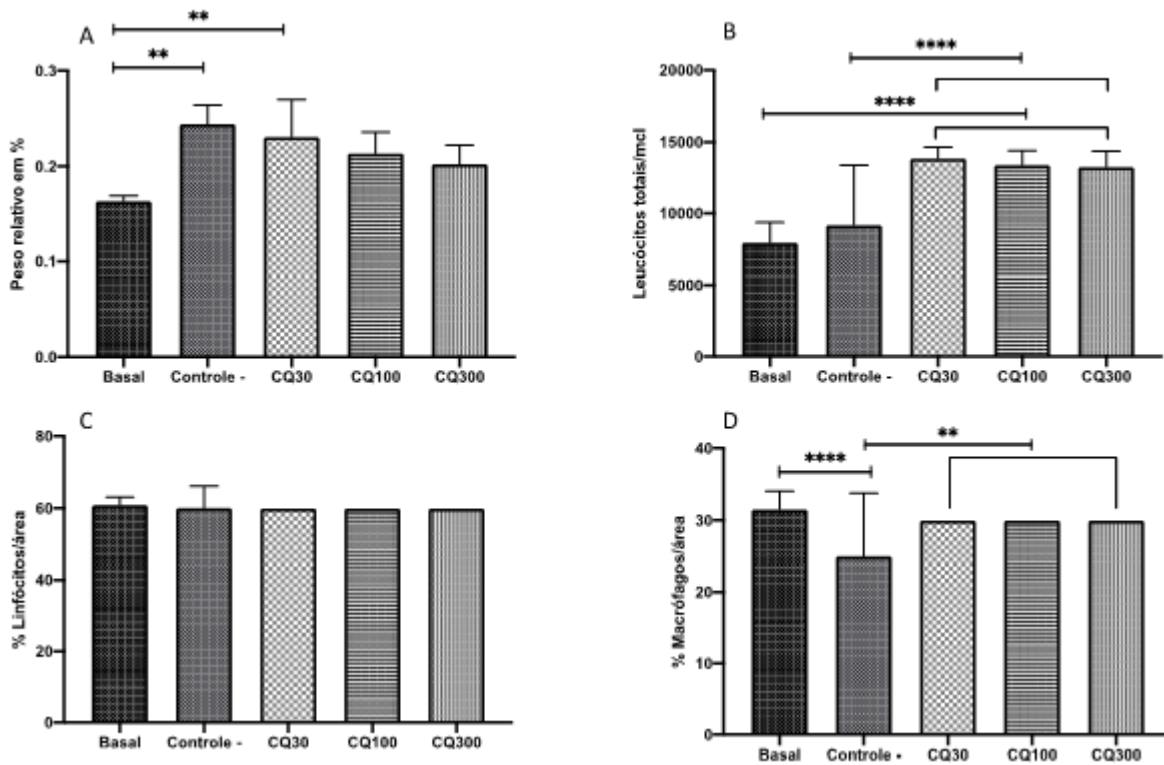 A
**
**
Peso relativo em %
0.3
0.2
0.1
0.0
Basal
Controle -
CQ30
CQ100
CQ300
B
****
****
Leucócitos totais/mcl
20000
15000
10000
5000
0
Basal
Controle -
CQ30
CQ100
CQ300
C
% Linfócitos/área
80
60
40
20
0
Basal
Controle -
CQ30
CQ100
CQ300
D
**
****
% Macrófagos/área
40
30
20
10
0
Basal
Controle -
CQ30
CQ100
CQ300